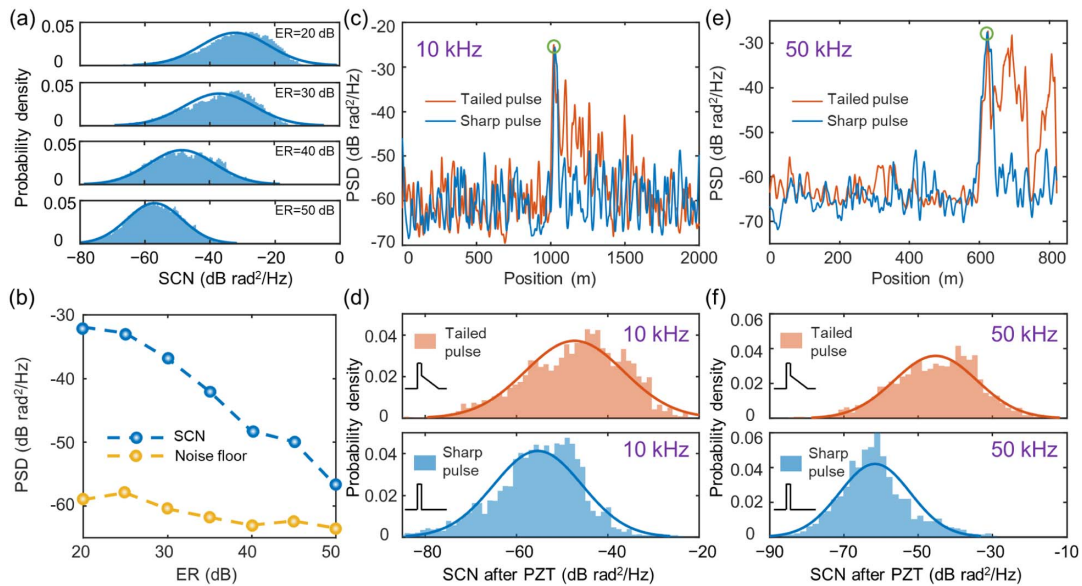 (a)
Probability density
0.05
0
ER=20 dB
0.05
0
ER=30 dB
0.05
0
ER=40 dB
0.05
0
ER=50 dB
−80 −60 −40 −20 0
SCN (dB rad²/Hz)
(b)
PSD (dB rad²/Hz)
-30
-40
-50
-60
SCN
Noise floor
20 30 40 50
ER (dB)
(c)
PSD (dB rad²/Hz)
-20
-30
-40
-50
-60
-70
10 kHz
Tailed pulse
Sharp pulse
0 500 1000 1500 2000
Position (m)
(d)
Probability density
0.04
0.02
0
Tailed
pulse
10 kHz
0.04
0.02
0
Sharp
pulse
10 kHz
−80 −60 −40 −20
SCN after PZT (dB rad²/Hz)
(e)
PSD (dB rad²/Hz)
-30
-40
-50
-60
-70
50 kHz
Tailed pulse
Sharp pulse
0 200 400 600 800
Position (m)
(f)
Probability density
0.06
0.04
0.02
0
Tailed
pulse
50 kHz
0.06
0.04
0.02
0
Sharp
pulse
50 kHz
−90 −70 −50 −30 -10
SCN after PZT (dB rad²/Hz)